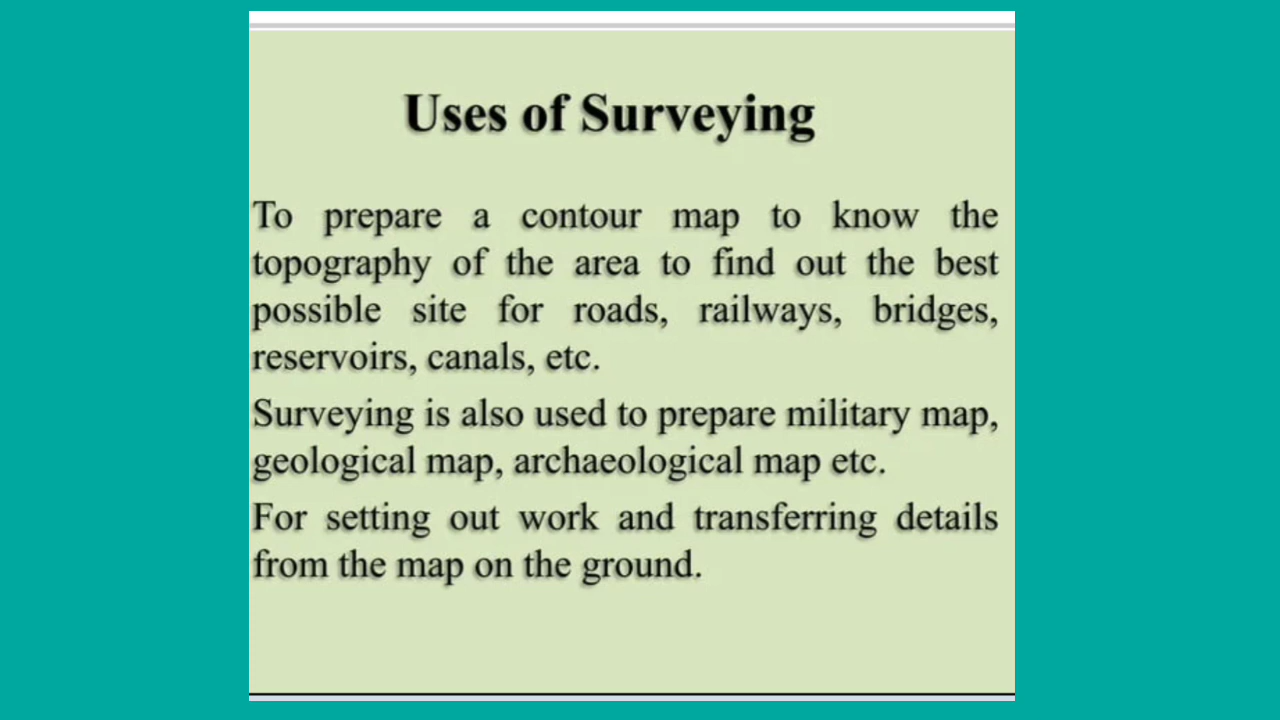 Uses of Surveying
To prepare a contour map to know the
topography of the area to find out the best
possible site for roads, railways, bridges,
reservoirs, canals, etc.
Surveying is also used to prepare military map,
geological map, archaeological map etc.
For setting out work and transferring details
from the map on the ground.